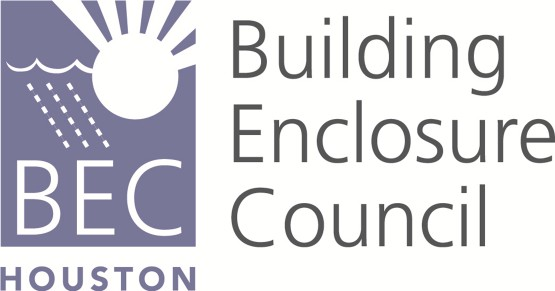 BEC
HOUSTON
Building
Enclosure
Council